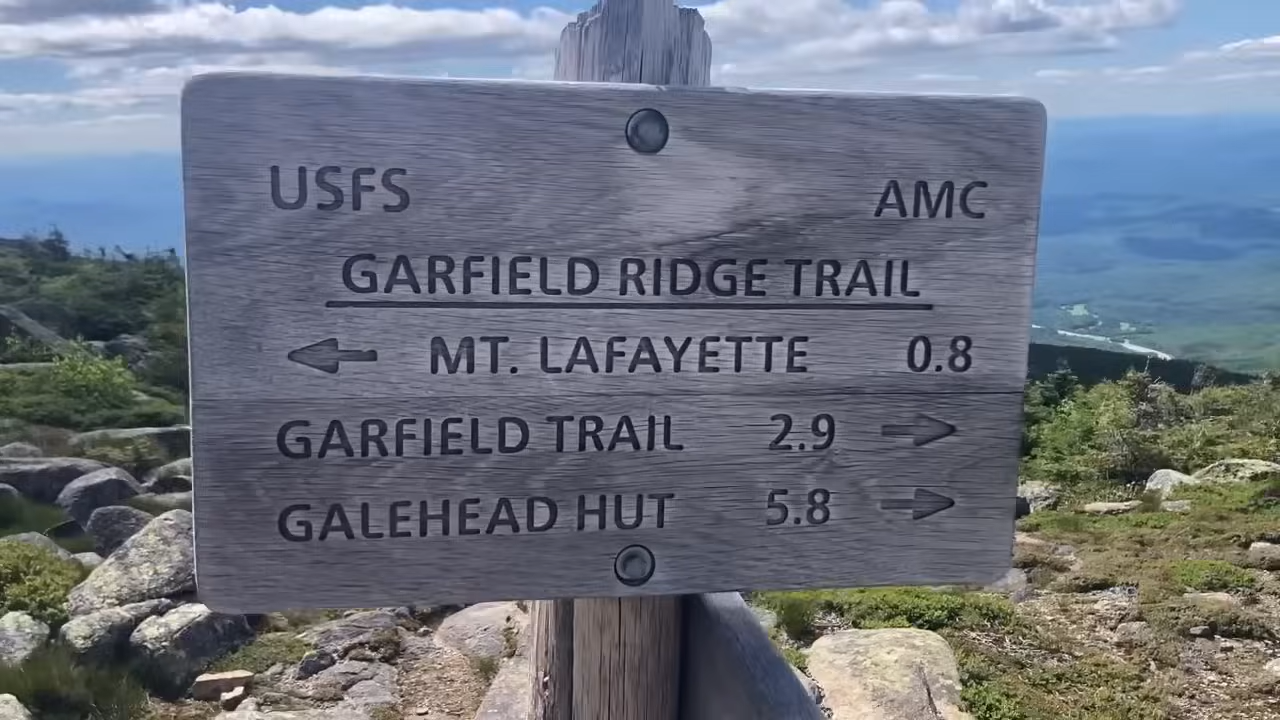 USFS AMC
GARFIELD RIDGE TRAIL
← MT. LAFAYETTE 0.8
GARFIELD TRAIL 2.9 →
GALEHEAD HUT 5.8 →